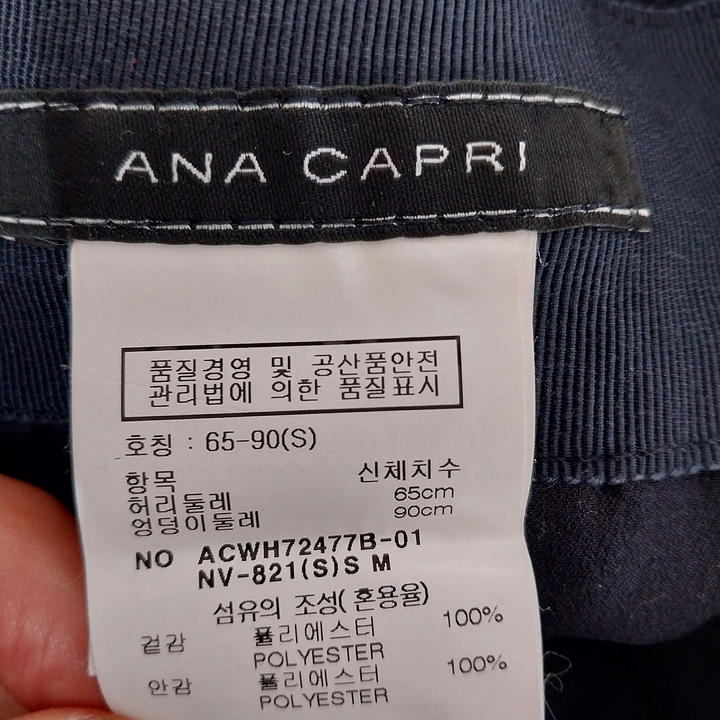 ANA CAPRI
품질경영 및 공산품안전
관리법에 의한 품질표시
호칭 : 65-90(S)
항목 신체치수
허리둘레 65cm
엉덩이둘레 90cm
NO ACWH72477B-01
NV-821(S)S M
섬유의 조성(혼용율)
겉감 폴리에스터 100%
POLYESTER
안감 폴리에스터 100%
POLYESTER